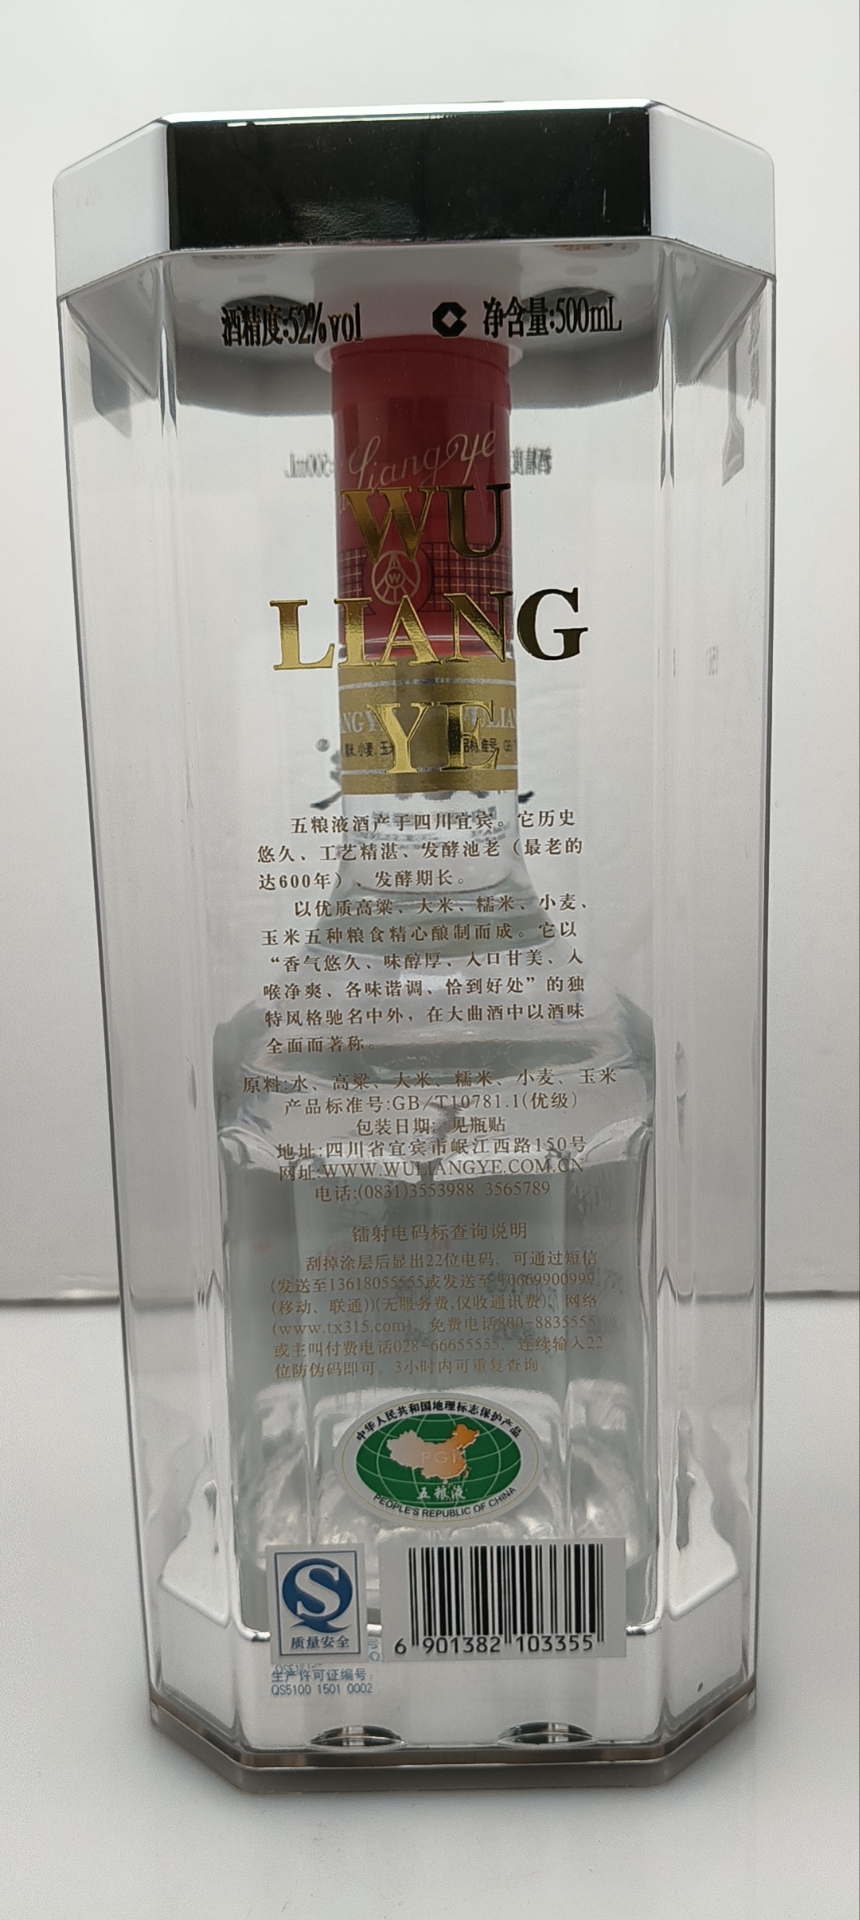 酒精度:52%vol 净含量:500mL
Liangye
WU
LIANG
YE
五粮液酒产于四川宜宾。它历史
悠久、工艺精湛、发酵池老（最老的
达600年）、发酵期长。
以优质高粱、大米、糯米、小麦、
玉米五种粮食精心酿制而成。它以
“香气悠久、味醇厚、入口甘美、入
喉净爽、各味谐调、恰到好处”的独
特风格驰名中外，在大曲酒中以酒味
全面而著称。
原料:水、高粱、大米、糯米、小麦、玉米
产品标准号:GB/T10781.1(优级)
包装日期: 见瓶贴
地址:四川省宜宾市岷江西路150号
网址:WWW.WULIANGYE.COM.CN
电话:(0831)3553988 3565789
镭射电码标查询说明
刮掉涂层后显出22位电码，可通过短信
(发送至13618055555或发送至10669900999
(移动、联通))(无服务费,仅收通讯费)、网络
(www.tx315.com)、免费电话800-8835555
或主叫付费电话028-66655555，连续输入22
位防伪码即可，3小时内可重复查询。
中华人民共和国地理标志保护产品
PGI
五粮液
PEOPLE'S REPUBLIC OF CHINA
质量安全
6 901382 103355
生产许可证编号:
QS5100 1501 0002